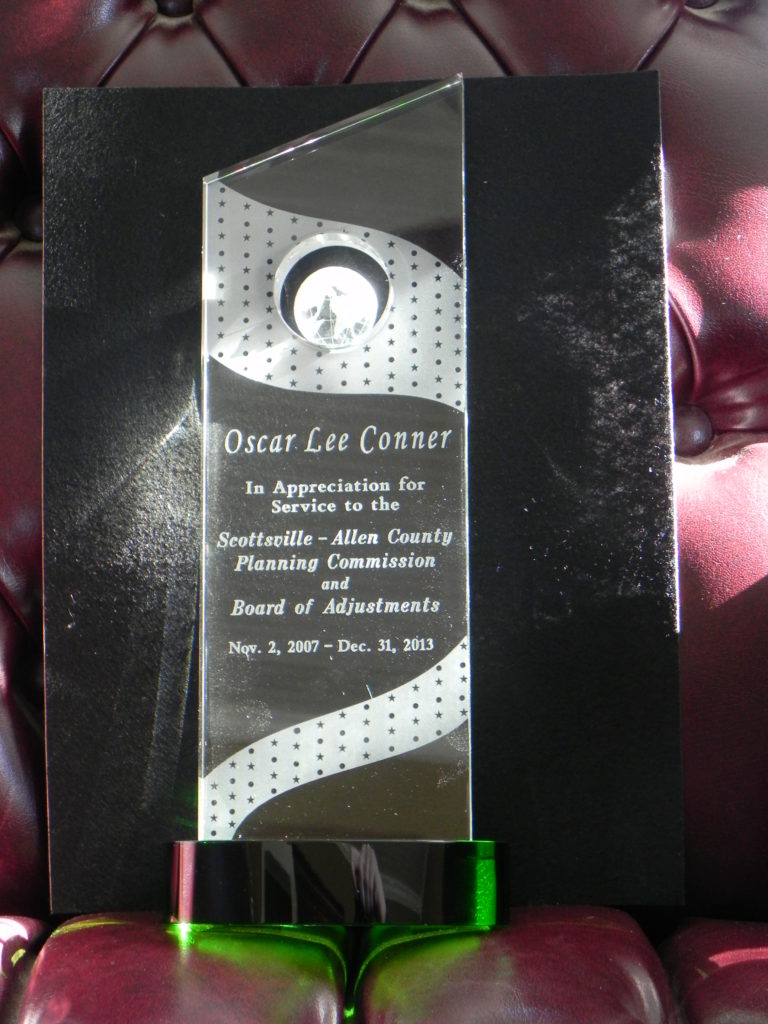 Oscar Lee Conner
In Appreciation for
Service to the
Scottsville – Allen County
Planning Commission
and
Board of Adjustments
Nov. 2, 2007 – Dec. 31, 2013